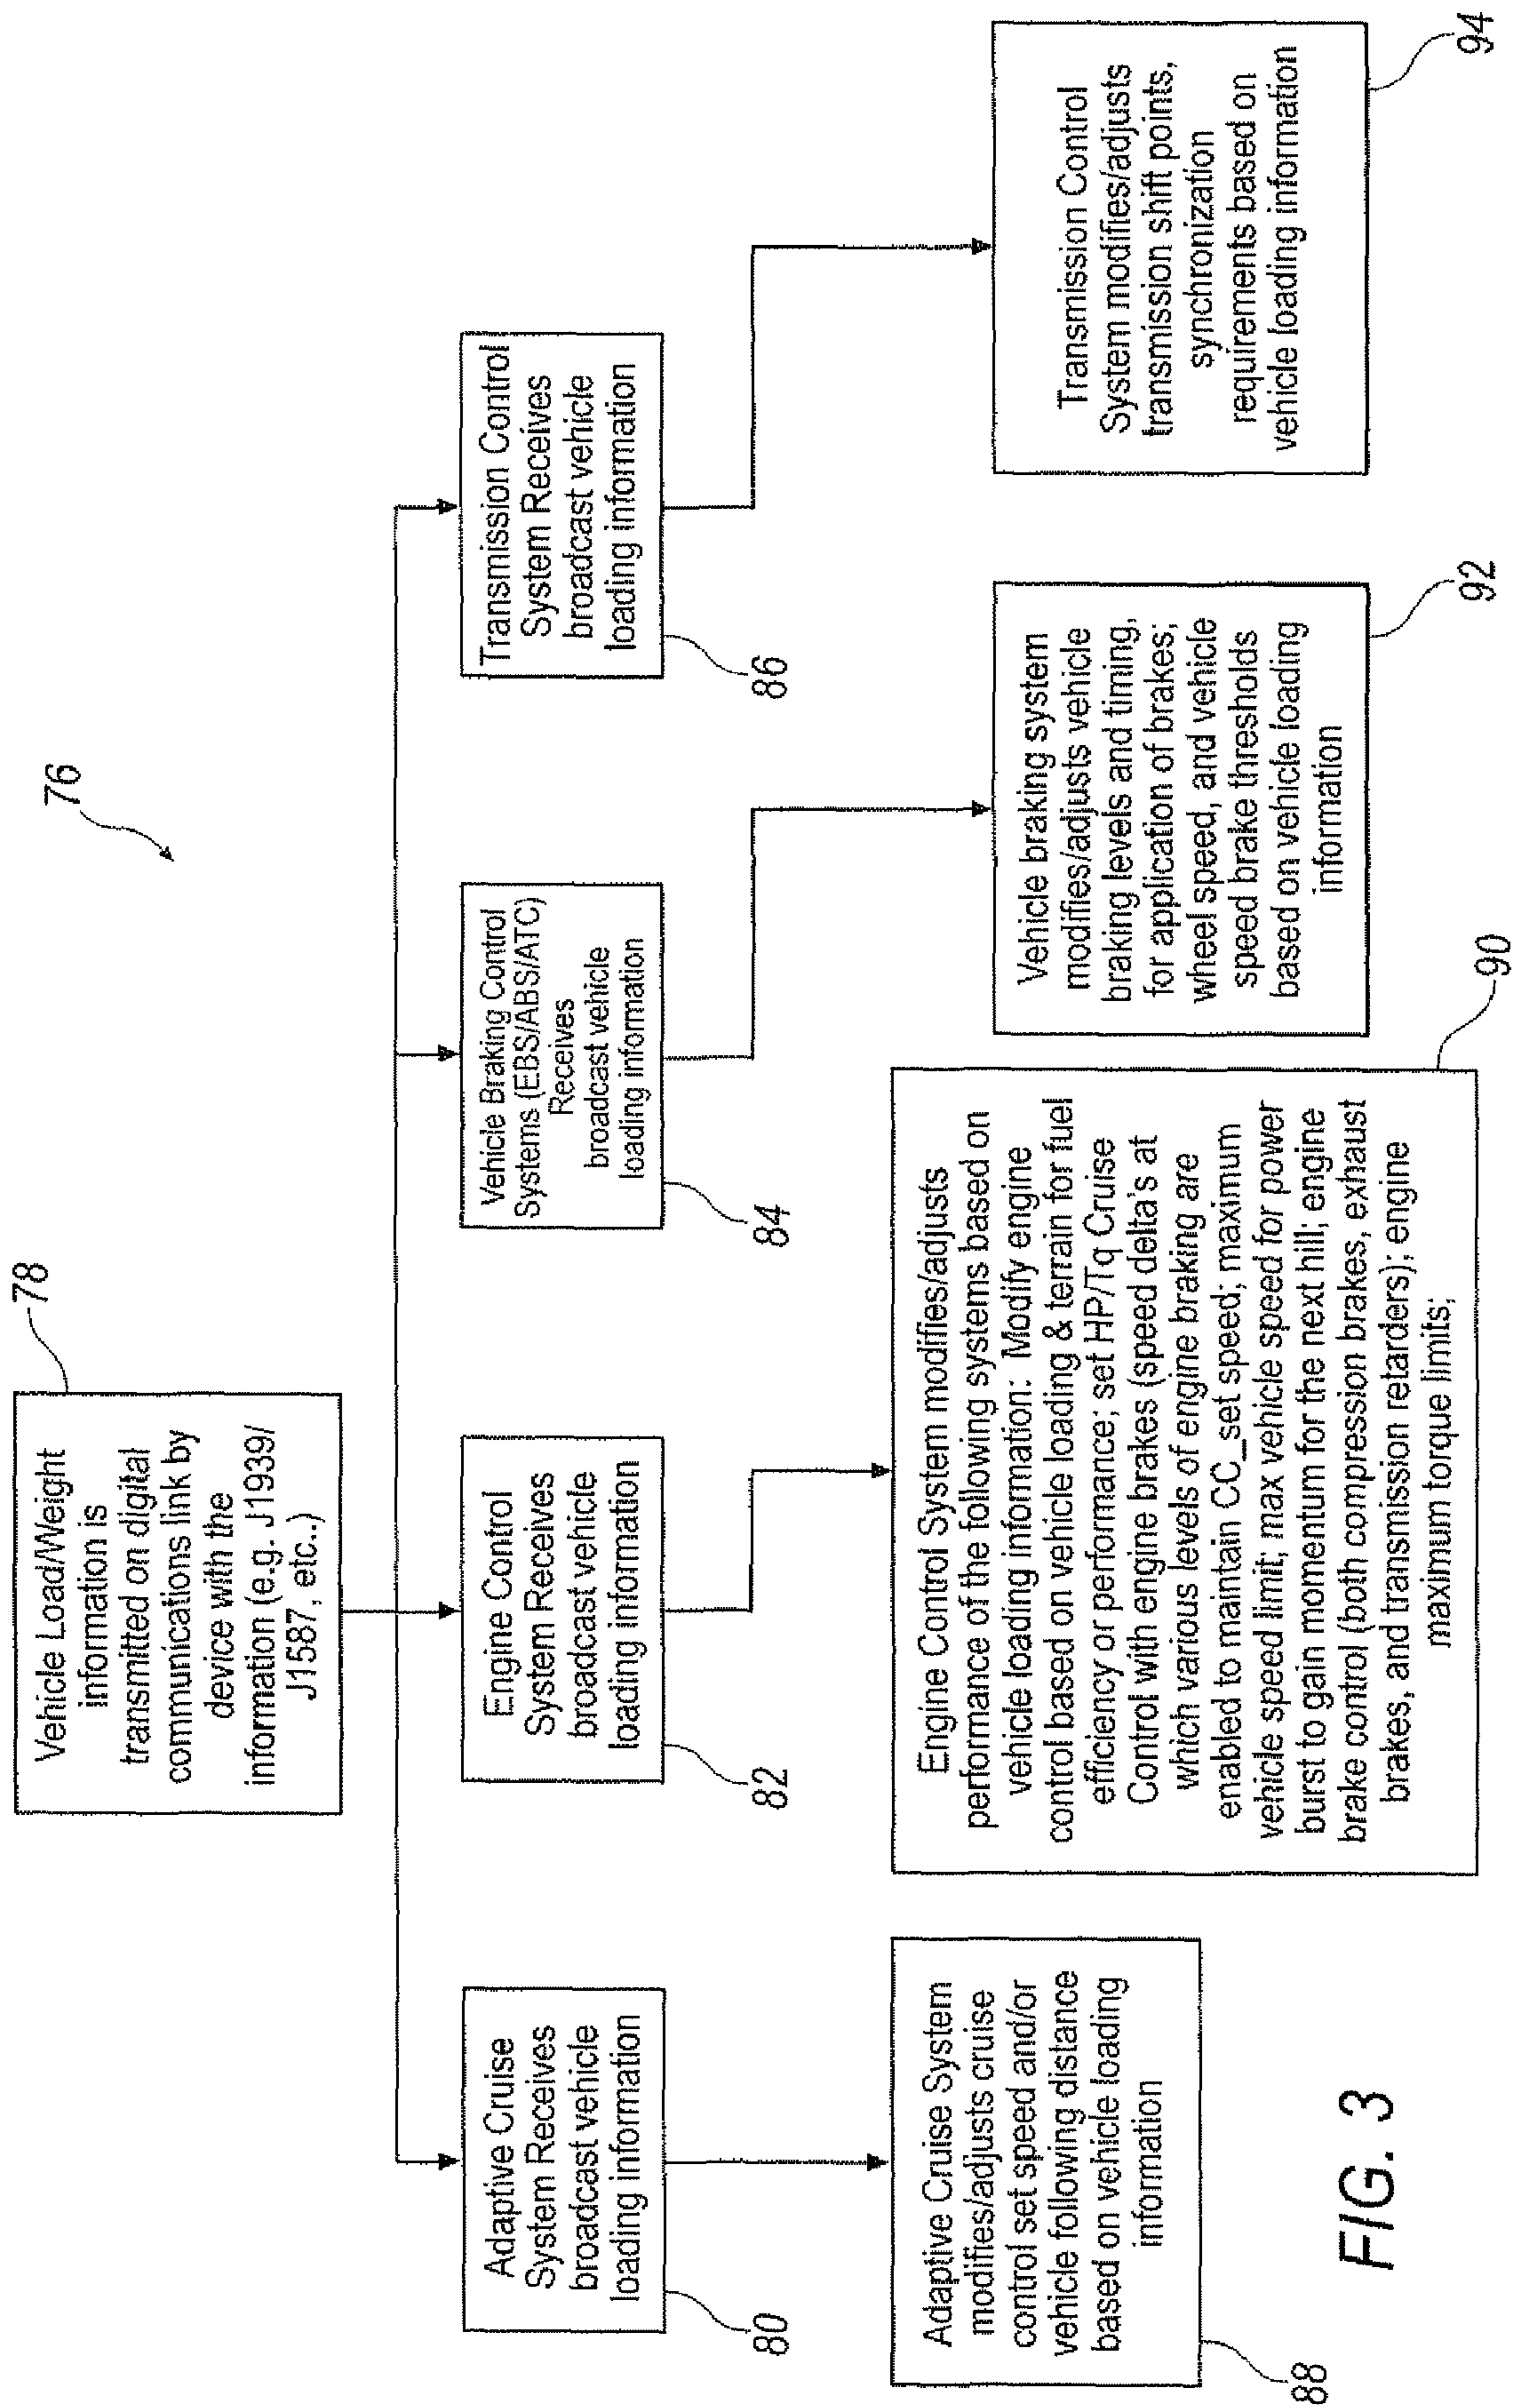 76
78
Vehicle Load/Weight
information is
transmitted on digital
communications link by
device with the
information (e.g. J1939/
J1587, etc..)
Adaptive Cruise
System Receives
broadcast vehicle
loading information
80
Engine Control
System Receives
broadcast vehicle
loading information
82
Vehicle Braking Control
Systems (EBS/ABS/ATC)
Receives
broadcast vehicle
loading information
84
Transmission Control
System Receives
broadcast vehicle
loading information
86
Adaptive Cruise System
modifies/adjusts cruise
control set speed and/or
vehicle following distance
based on vehicle loading
information
88
Engine Control System modifies/adjusts
performance of the following systems based on
vehicle loading information: Modify engine
control based on vehicle loading & terrain for fuel
efficiency or performance; set HP/Tq Cruise
Control with engine brakes (speed delta's at
which various levels of engine braking are
enabled to maintain CC_set speed; maximum
vehicle speed limit; max vehicle speed for power
burst to gain momentum for the next hill; engine
brake control (both compression brakes, exhaust
brakes, and transmission retarders); engine
maximum torque limits;
90
Vehicle braking system
modifies/adjusts vehicle
braking levels and timing,
for application of brakes;
wheel speed, and vehicle
speed brake thresholds
based on vehicle loading
information
92
Transmission Control
System modifies/adjusts
transmission shift points,
synchronization
requirements based on
vehicle loading information
94
FIG. 3